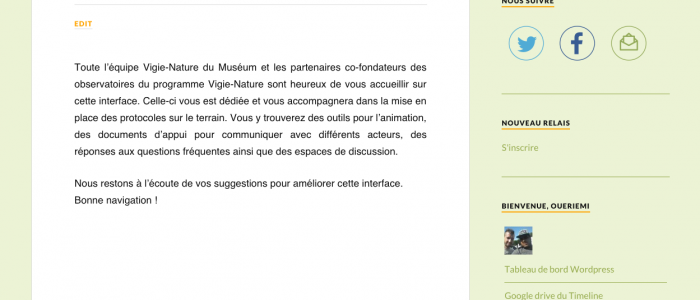 NOUS SUIVRE
EDIT
Toute l'équipe Vigie-Nature du Muséum et les partenaires co-fondateurs des
observatoires du programme Vigie-Nature sont heureux de vous accueillir sur
cette interface. Celle-ci vous est dédiée et vous accompagnera dans la mise en
place des protocoles sur le terrain. Vous y trouverez des outils pour l'animation,
des documents d'appui pour communiquer avec différents acteurs, des
réponses aux questions fréquentes ainsi que des espaces de discussion.
Nous restons à l'écoute de vos suggestions pour améliorer cette interface.
Bonne navigation !
NOUVEAU RELAIS
S'inscrire
BIENVENUE, OUERIEMI
Tableau de bord Wordpress
Google drive du Timeline